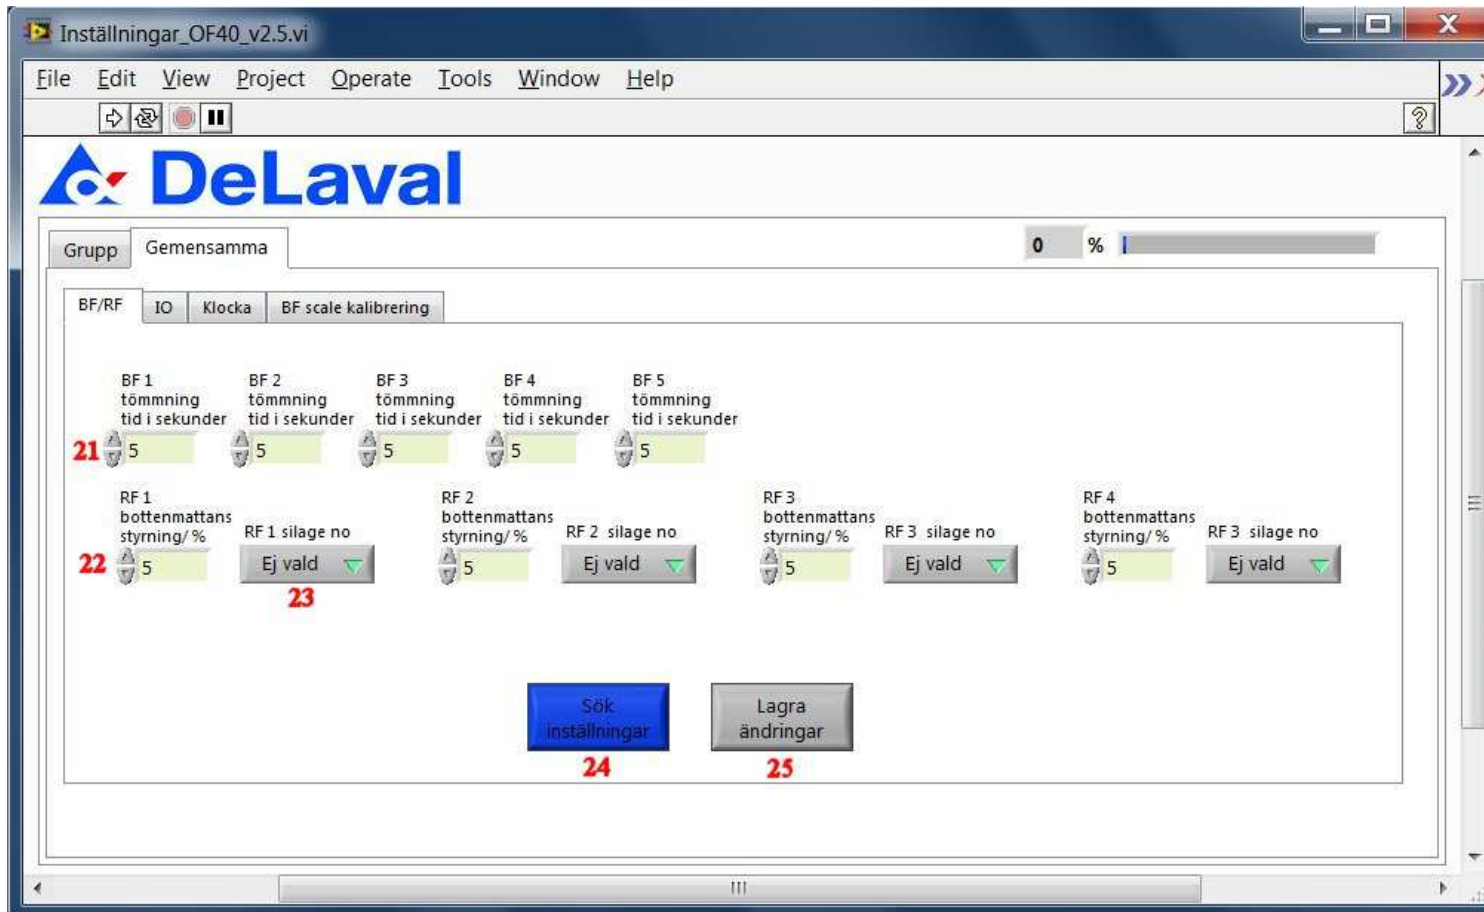 Inställningar_OF40_v2.5.vi
File Edit View Project Operate Tools Window Help
DeLaval
Grupp Gemensamma 0 %
BF/RF IO Klocka BF scale kalibrering
BF 1 BF 2 BF 3 BF 4 BF 5
tömmning tömmning tömmning tömmning tömmning
tid i sekunder tid i sekunder tid i sekunder tid i sekunder tid i sekunder
21 5 5 5 5 5
RF 1 RF 2 RF 3 RF 4
bottenmattans bottenmattans bottenmattans bottenmattans
styrning/ % RF 1 silage no styrning/ % RF 2 silage no styrning/ % RF 3 silage no styrning/ % RF 3 silage no
22 5 Ej vald 5 Ej vald 5 Ej vald 5 Ej vald
23
Sök Lagra
inställningar ändringar
24 25